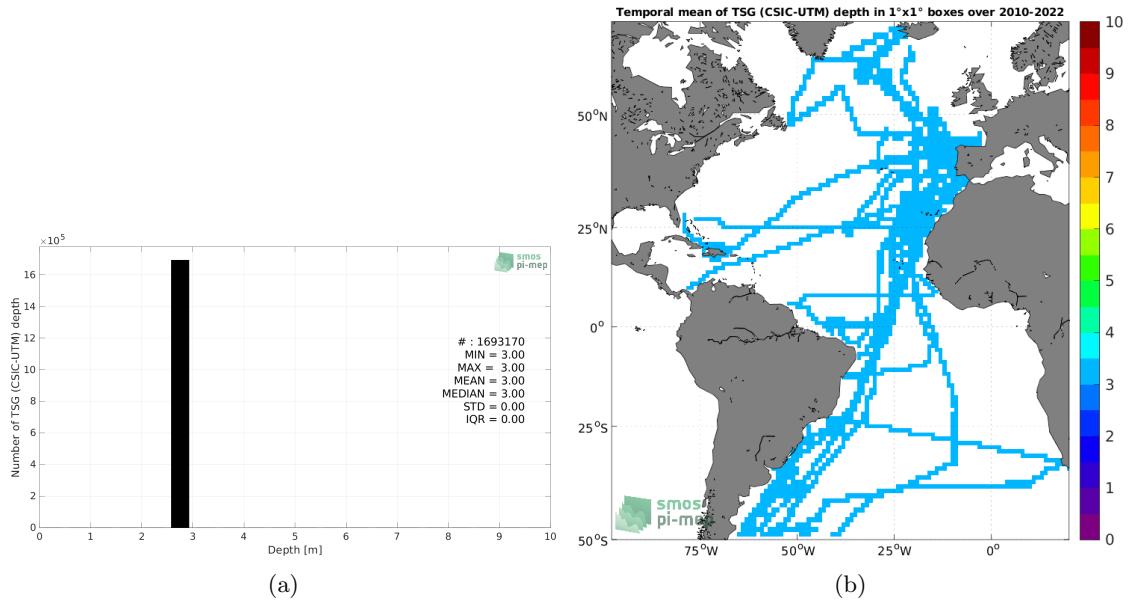 ×10⁵
16
14
12
10
8
6
4
2
0
Number of TSG (CSIC-UTM) depth
smos
pi-mep
# : 1693170
MIN = 3.00
MAX = 3.00
MEAN = 3.00
MEDIAN = 3.00
STD = 0.00
IQR = 0.00
0 1 2 3 4 5 6 7 8 9 10
Depth [m]
(a)
Temporal mean of TSG (CSIC-UTM) depth in 1°x1° boxes over 2010-2022
50°N
25°N
0°
25°S
50°S
smos
pi-mep
75°W 50°W 25°W 0°
10
9
8
7
6
5
4
3
2
1
0
(b)